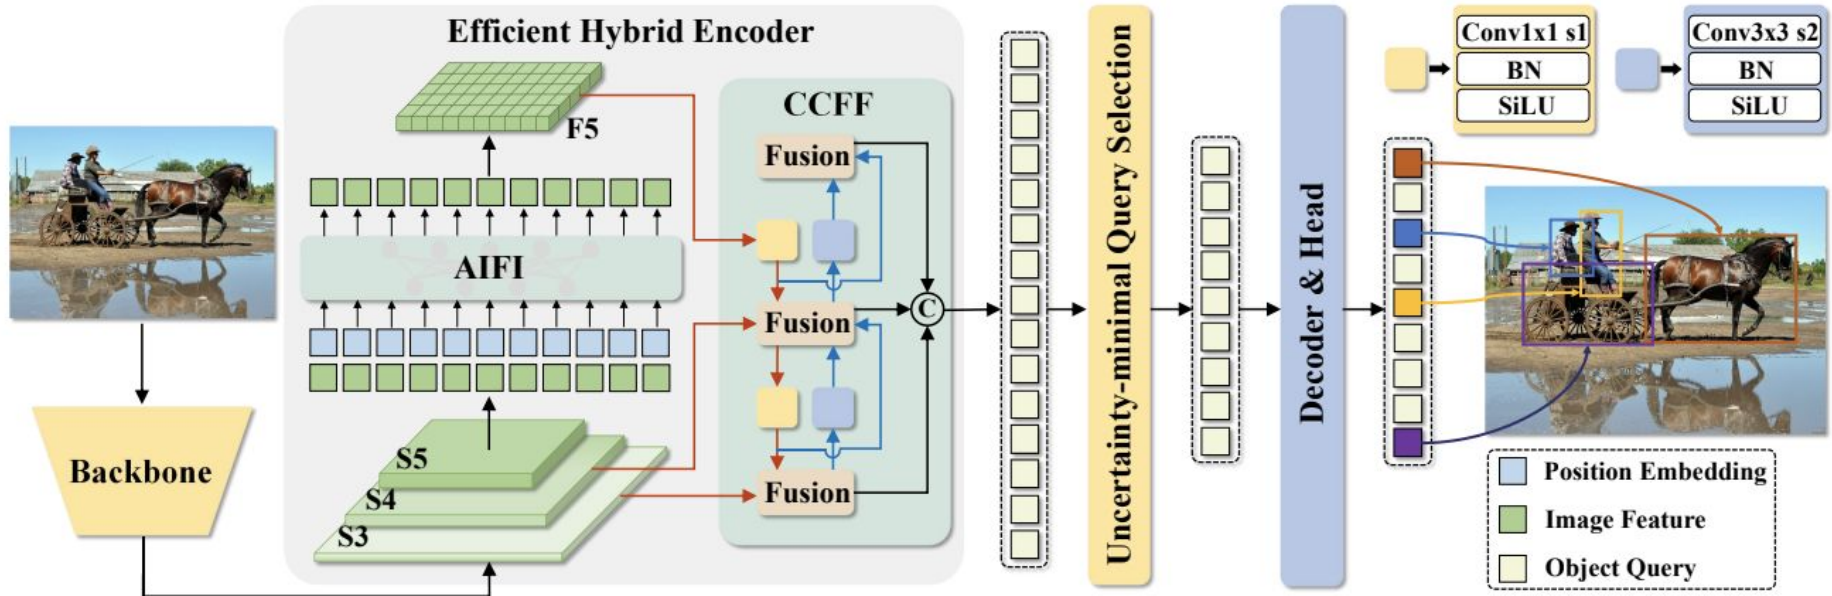 Efficient Hybrid Encoder
F5
AIFI
S5
S4
S3
Backbone
CCFF
Fusion
Fusion
Fusion
C
Uncertainty-minimal Query Selection
Decoder & Head
Conv1x1 s1
BN
SiLU
Conv3x3 s2
BN
SiLU
Position Embedding
Image Feature
Object Query